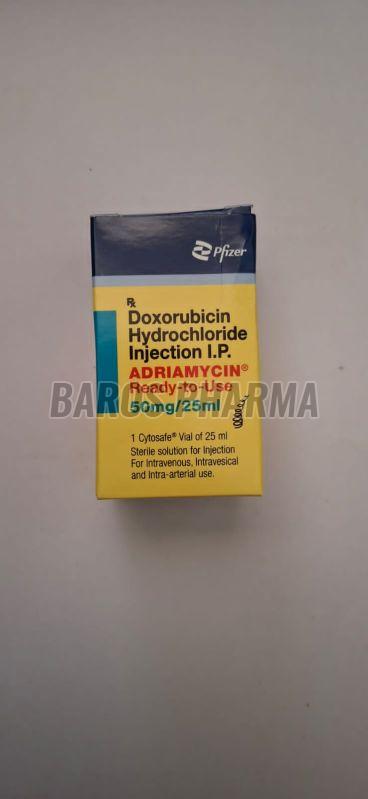 Pfizer
Rx
Doxorubicin
Hydrochloride
Injection I.P.
ADRIAMYCIN®
Ready-to-Use
50mg/25ml
BAROS PHARMA
1 Cytosafe® Vial of 25 ml
Sterile solution for Injection
For Intravenous, Intravesical
and Intra-arterial use.